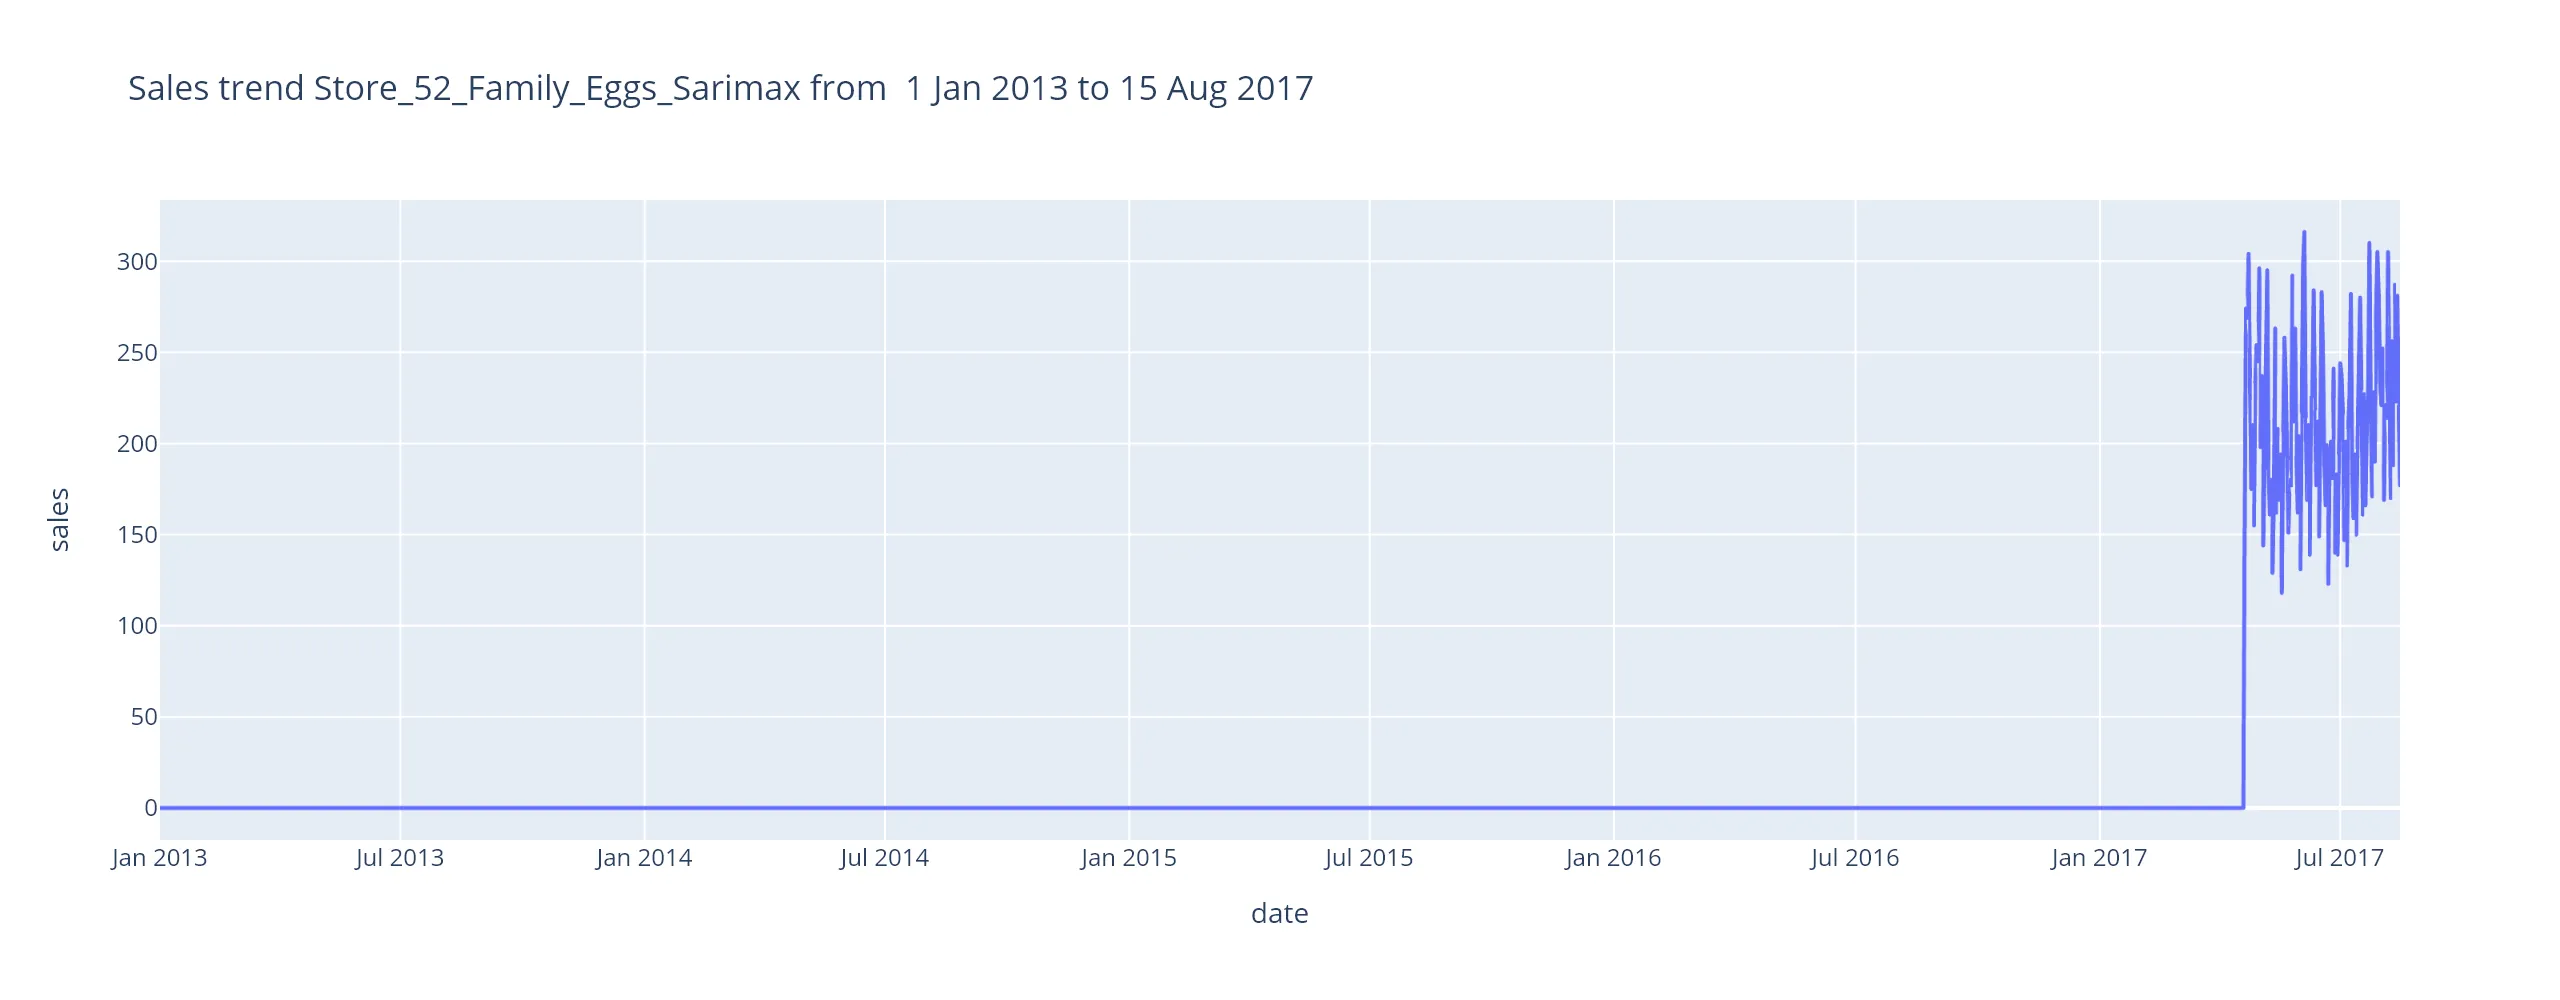 Sales trend Store_52_Family_Eggs_Sarimax from  1 Jan 2013 to 15 Aug 2017
300
250
200
150
100
50
0
sales
Jan 2013 Jul 2013 Jan 2014 Jul 2014 Jan 2015 Jul 2015 Jan 2016 Jul 2016 Jan 2017 Jul 2017
date